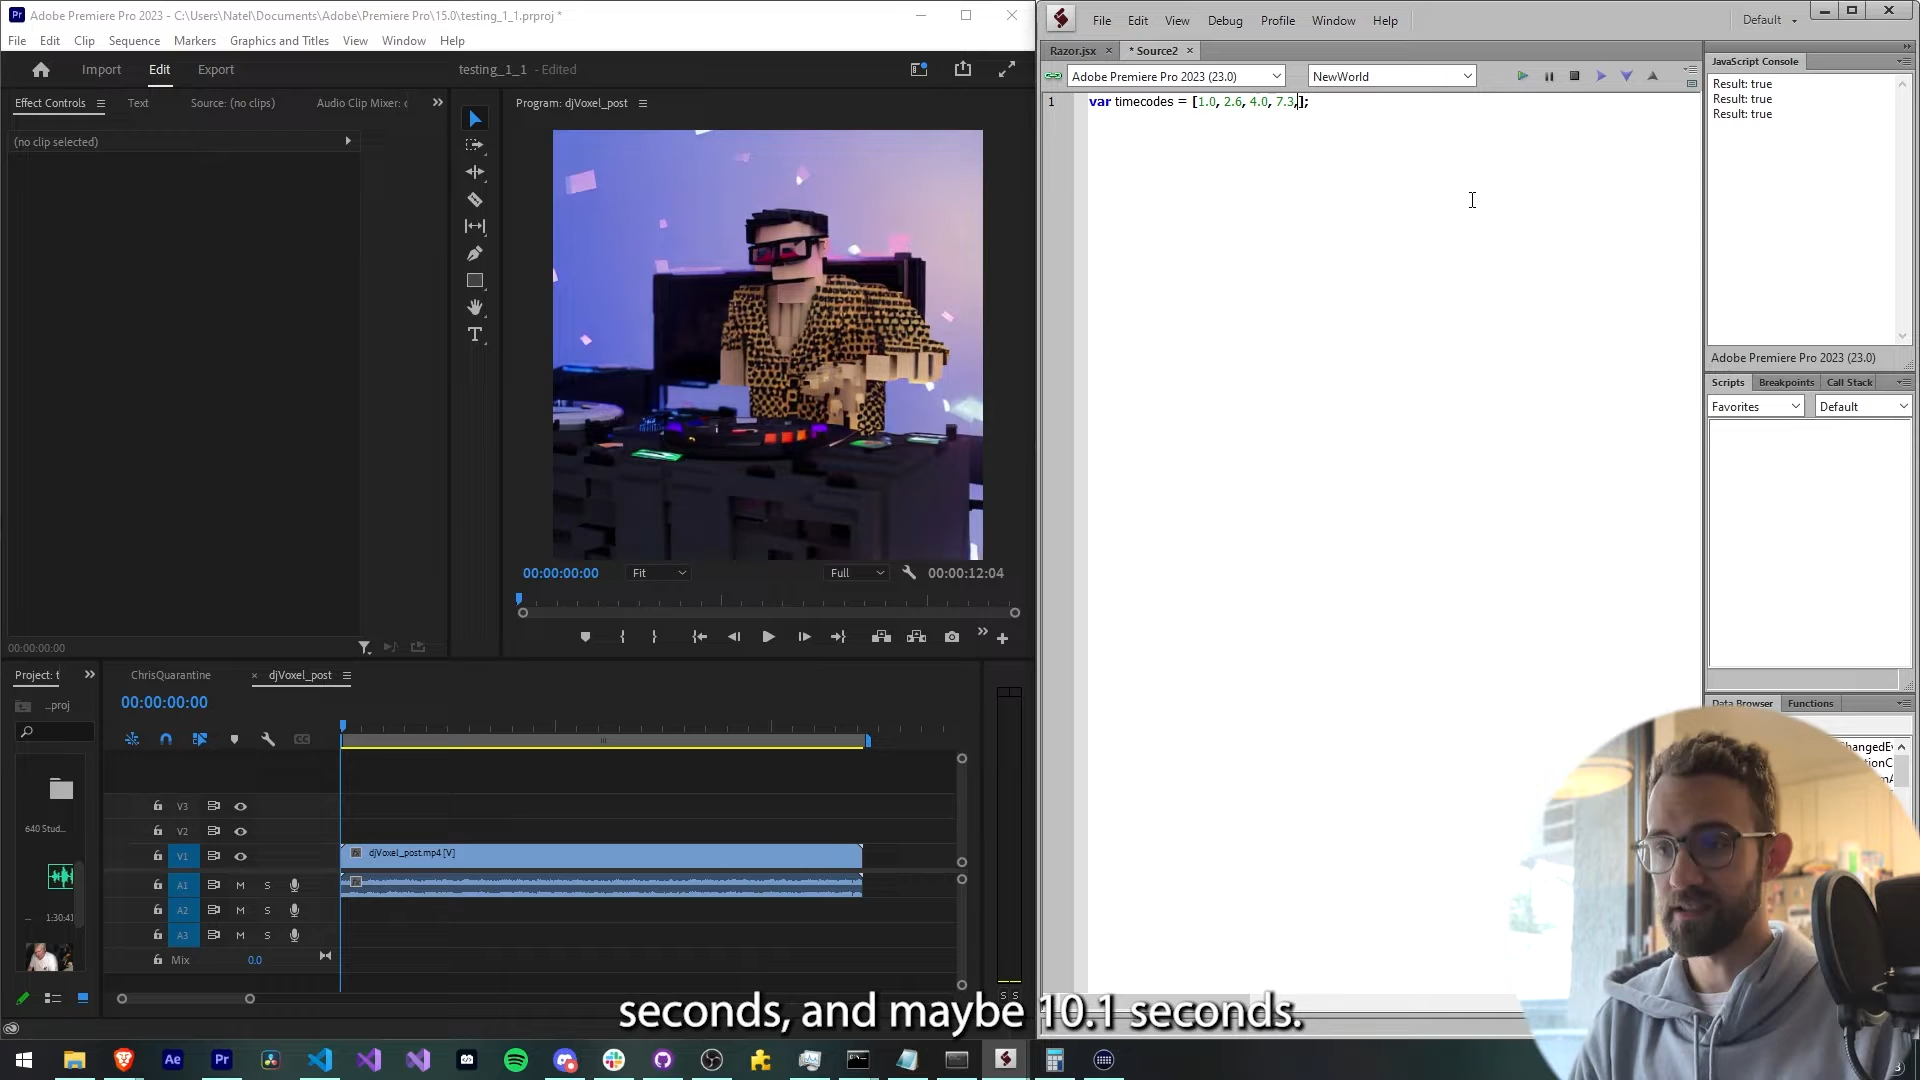 Adobe Premiere Pro 2023 - C:\Users\Natel\Documents\Adobe\Premiere Pro\15.0\testing_1_1.prproj *
File Edit Clip Sequence Markers Graphics and Titles View Window Help
Import Edit Export
testing_1_1 - Edited
Effect Controls Text Source: (no clips) Audio Clip Mixer:
(no clip selected)
00:00:00:00
Program: djVoxel_post
00:00:00:00 Fit Full 00:00:12:04
Project: t
..proj
640 Stud...
1:30:41
ChrisQuarantine djVoxel_post
00:00:00:00
V3
V2
V1
djVoxel_post.mp4 [V]
A1 M S
A2 M S
A3 M S
Mix 0.0
S S
File Edit View Debug Profile Window Help
Default
Razor.jsx * Source2
Adobe Premiere Pro 2023 (23.0) NewWorld
1 var timecodes = [1.0, 2.6, 4.0, 7.3,];
JavaScript Console
Result: true
Result: true
Result: true
Adobe Premiere Pro 2023 (23.0)
Scripts Breakpoints Call Stack
Favorites Default
Data Browser Functions
seconds, and maybe 10.1 seconds.
Ae Pr